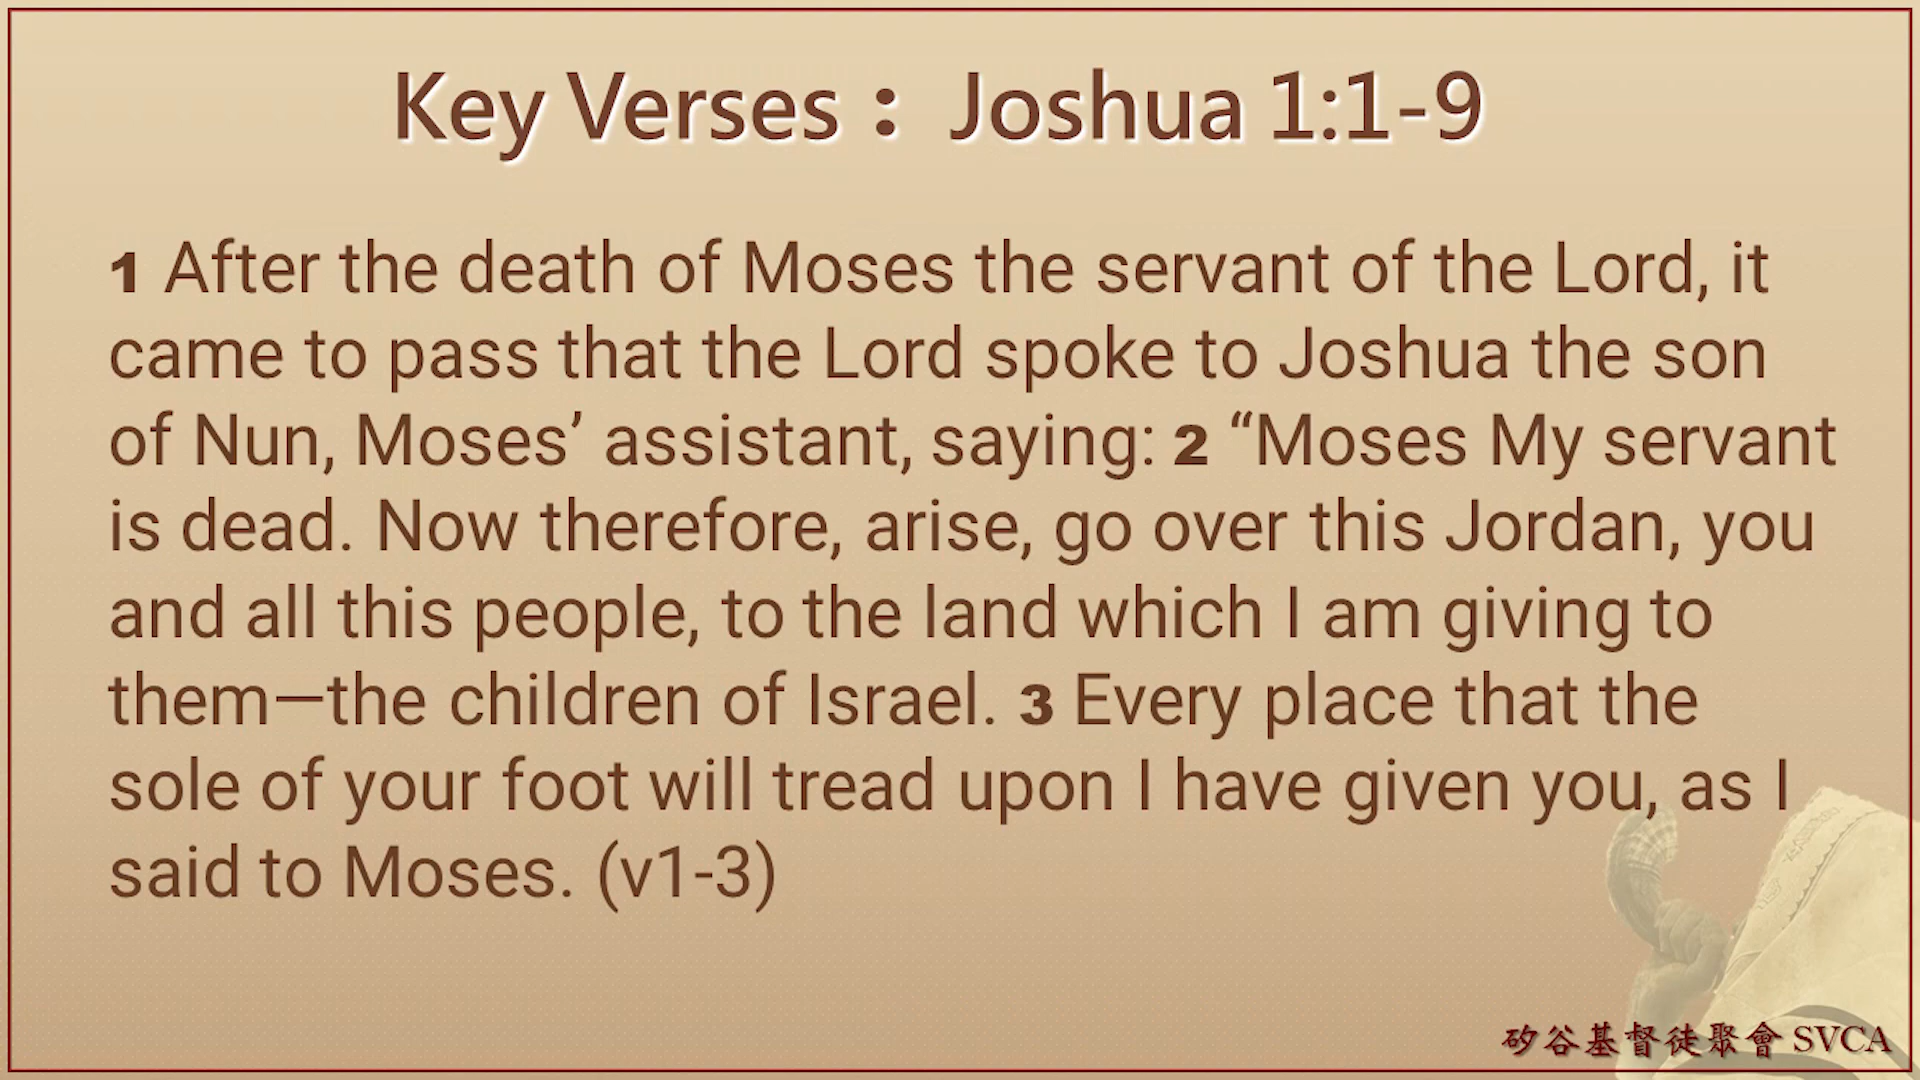 Key Verses： Joshua 1:1-9
1 After the death of Moses the servant of the Lord, it
came to pass that the Lord spoke to Joshua the son
of Nun, Moses’ assistant, saying: 2 “Moses My servant
is dead. Now therefore, arise, go over this Jordan, you
and all this people, to the land which I am giving to
them—the children of Israel. 3 Every place that the
sole of your foot will tread upon I have given you, as I
said to Moses. (v1-3)
矽谷基督徒聚會 SVCA